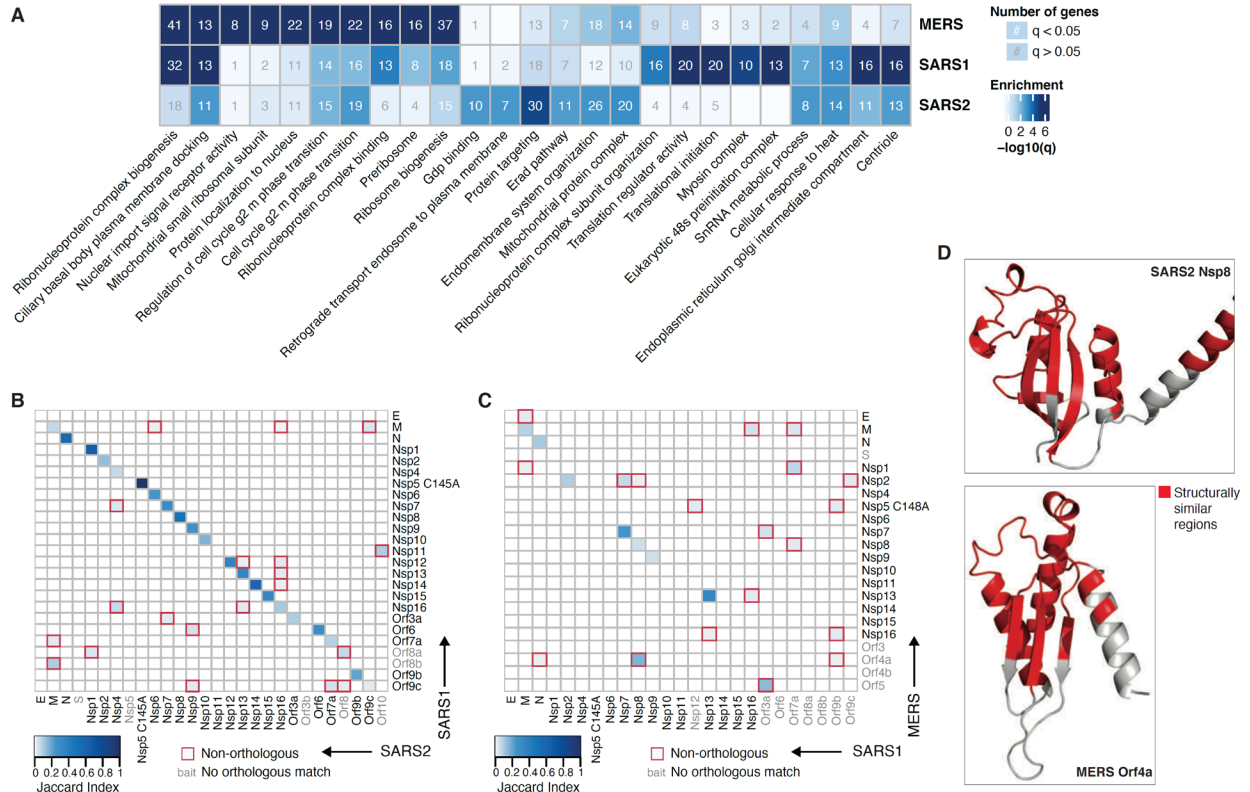 A
41 13 8 9 22 19 22 16 16 37 1 1 13 7 18 14 9 8 3 3 2 4 9 4 7 MERS
32 13 1 2 11 14 16 13 8 18 1 2 18 7 12 10 16 20 20 10 13 7 13 16 16 SARS1
18 11 1 3 11 15 19 6 4 15 10 7 30 11 26 20 4 4 5 8 14 11 13 SARS2
Number of genes
# q < 0.05
# q > 0.05
Enrichment
0 2 4 6
−log10(q)
Ribonucleoprotein complex biogenesis
Ciliary basal body plasma membrane docking
Nuclear import signal receptor activity
Mitochondrial small ribosomal subunit
Protein localization to nucleus
Regulation of cell cycle g2 m phase transition
Cell cycle g2 m phase transition
Ribonucleoprotein complex binding
Preribosome
Ribosome biogenesis
Gdp binding
Retrograde transport endosome to plasma membrane
Protein targeting
Erad pathway
Endomembrane system organization
Mitochondrial protein complex
Ribonucleoprotein complex subunit organization
Translation regulator activity
Translational initiation
Myosin complex
Eukaryotic 48s preinitiation complex
SnRNA metabolic process
Cellular response to heat
Endoplasmic reticulum golgi intermediate compartment
Centriole
B
E
M
N
Nsp1
Nsp2
Nsp4
Nsp5 C145A
Nsp6
Nsp7
Nsp8
Nsp9
Nsp10
Nsp11
Nsp12
Nsp13
Nsp14
Nsp15
Nsp16
Orf3a
Orf6
Orf7a
Orf8a
Orf8b
Orf9b
Orf9c
SARS1
E M N S Nsp1 Nsp2 Nsp4 Nsp5 Nsp5 C145A Nsp6 Nsp7 Nsp8 Nsp9 Nsp10 Nsp11 Nsp12 Nsp13 Nsp14 Nsp15 Nsp16 Orf3a Orf3b Orf6 Orf7a Orf8 Orf9b Orf9c Orf10
SARS2
0 0.2 0.4 0.6 0.8 1
Jaccard Index
Non-orthologous
bait No orthologous match
C
E
M
N
S
Nsp1
Nsp2
Nsp4
Nsp5 C148A
Nsp6
Nsp7
Nsp8
Nsp9
Nsp10
Nsp11
Nsp13
Nsp14
Nsp15
Nsp16
Orf3
Orf4a
Orf4b
Orf5
MERS
E M N Nsp1 Nsp2 Nsp4 Nsp5 C145A Nsp6 Nsp7 Nsp8 Nsp9 Nsp10 Nsp11 Nsp12 Nsp13 Nsp14 Nsp15 Nsp16 Orf3a Orf6 Orf7a Orf8a Orf8b Orf9b Orf9c
SARS1
0 0.2 0.4 0.6 0.8 1
Jaccard Index
Non-orthologous
bait No orthologous match
D
SARS2 Nsp8
Structurally
similar
regions
MERS Orf4a